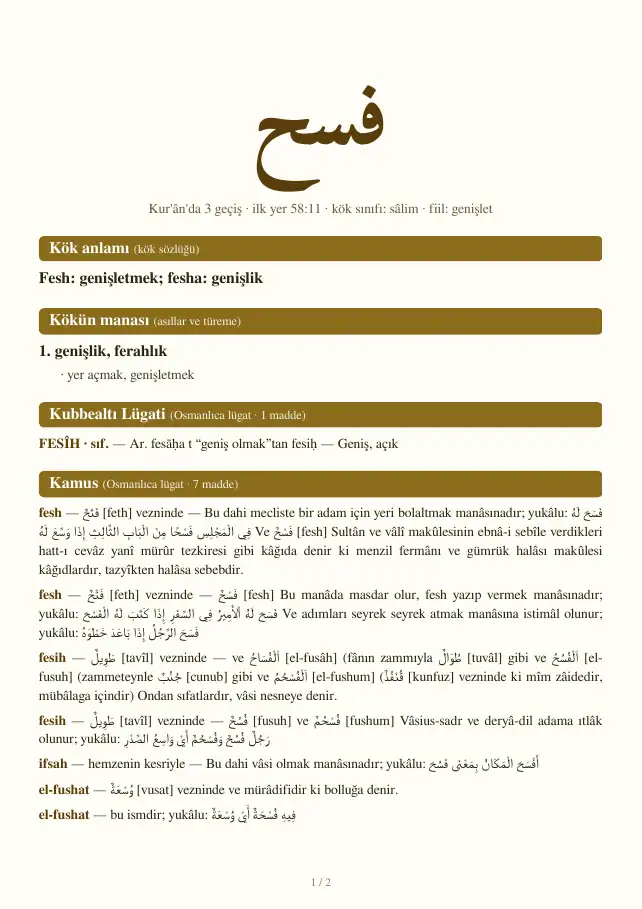 فسح
Kur'ân'da 3 geçiş · ilk yer 58:11 · kök sınıfı: sâlim · fiil: genişlet
Kök anlamı (kök sözlüğü)
Fesh: genişletmek; fesha: genişlik
Kökün manası (asıllar ve türeme)
1. genişlik, ferahlık
· yer açmak, genişletmek
Kubbealtı Lügati (Osmanlıca lügat · 1 madde)
FESÎH · sıf. — Ar. fesāḥa t “geniş olmak”tan fesiḥ — Geniş, açık
Kamus (Osmanlıca lügat · 7 madde)
fesh — فَتْحٌ [feth] vezninde — Bu dahi mecliste bir adam için yeri bolaltmak manâsınadır; yukâlu: فَسَحَ لَهُ
فِي الْمَجْلِسِ فَسْحًا مِنَ الْبَابِ الثَّالِثِ إِذَا وَسَّعَ لَهُ Ve فَسْحٌ [fesh] Sultân ve vâlî makûlesinin ebnâ-i sebîle verdikleri
hatt-ı cevâz yanî mürûr tezkiresi gibi kâğıda denir ki menzil fermânı ve gümrük halâsı makûlesi
kâğıdlardır, tazyîkten halâsa sebebdir.
fesh — فَتْحٌ [feth] vezninde — فَسْحٌ [fesh] Bu manâda masdar olur, fesh yazıp vermek manâsınadır;
yukâlu: فَسَحَ لَهُ الْأَمِيرُ فِي السَّفَرِ إِذَا كَتَبَ لَهُ الْفَسْحَ Ve adımları seyrek seyrek atmak manâsına istimâl olunur;
yukâlu: فَسَحَ الرَّجُلُ إِذَا بَاعَدَ خَطْوَهُ
fesih — طَوِيلٌ [tavîl] vezninde — ve اَلْفُسَاحُ [el-fusâh] (fânın zammıyla طُوَالٌ [tuvâl] gibi ve اَلْفُسُحُ [el-
fusuh] (zammeteynle جُنُبٌ [cunub] gibi ve اَلْفُسْحُمُ [el-fushum] (قُنْفُذٌ [kunfuz] vezninde ki mîm zâidedir,
mübâlaga içindir) Ondan sıfatlardır, vâsi nesneye denir.
fesih — طَوِيلٌ [tavîl] vezninde — فُسُحٌ [fusuh] ve فُسْحُمٌ [fushum] Vâsius-sadr ve deryâ-dil adama ıtlâk
olunur; yukâlu: رَجُلٌ فُسُحٌ وَفُسْحُمٌ أَيْ وَاسِعُ الصَّدْرِ
ifsah — hemzenin kesriyle — Bu dahi vâsi olmak manâsınadır; yukâlu: أَفْسَحَ الْمَكَانُ بِمَعْنَى فَسُحَ
el-fushat — وُسْعَةٌ [vusat] vezninde ve mürâdifidir ki bolluğa denir.
el-fushat — bu ismdir; yukâlu: فِيهِ فُسْحَةٌ أَيْ وُسْعَةٌ
1 / 2